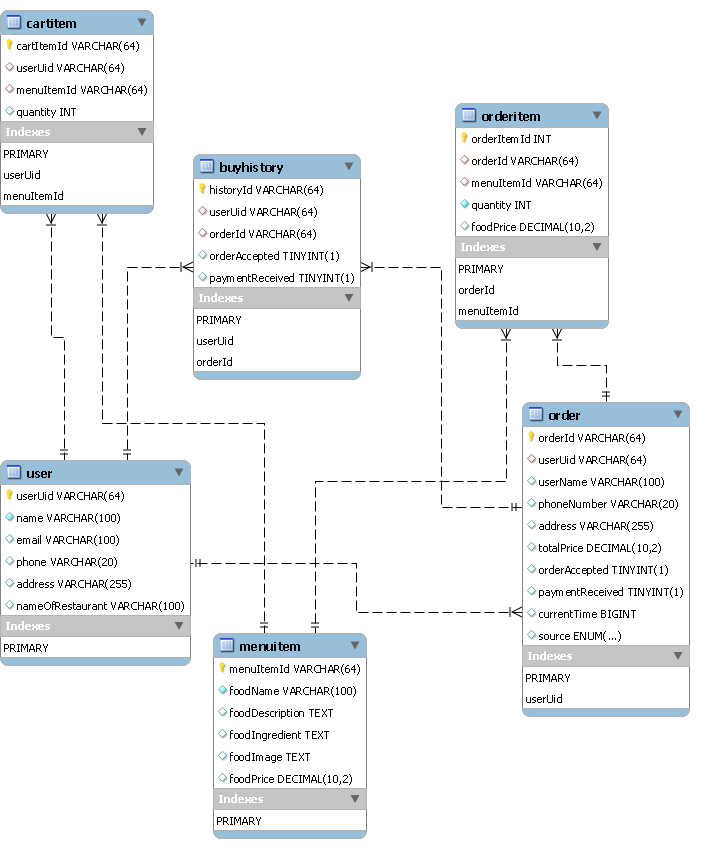 cartitem
cartItemId VARCHAR(64)
userUid VARCHAR(64)
menuItemId VARCHAR(64)
quantity INT
Indexes
PRIMARY
userUid
menuItemId
buyhistory
historyId VARCHAR(64)
userUid VARCHAR(64)
orderId VARCHAR(64)
orderAccepted TINYINT(1)
paymentReceived TINYINT(1)
Indexes
PRIMARY
userUid
orderId
orderitem
orderItemId INT
orderId VARCHAR(64)
menuItemId VARCHAR(64)
quantity INT
foodPrice DECIMAL(10,2)
Indexes
PRIMARY
orderId
menuItemId
user
userUid VARCHAR(64)
name VARCHAR(100)
email VARCHAR(100)
phone VARCHAR(20)
address VARCHAR(255)
nameOfRestaurant VARCHAR(100)
Indexes
PRIMARY
order
orderId VARCHAR(64)
userUid VARCHAR(64)
userName VARCHAR(100)
phoneNumber VARCHAR(20)
address VARCHAR(255)
totalPrice DECIMAL(10,2)
orderAccepted TINYINT(1)
paymentReceived TINYINT(1)
currentTime BIGINT
source ENUM(...)
Indexes
PRIMARY
userUid
menuitem
menuItemId VARCHAR(64)
foodName VARCHAR(100)
foodDescription TEXT
foodIngredient TEXT
foodImage TEXT
foodPrice DECIMAL(10,2)
Indexes
PRIMARY